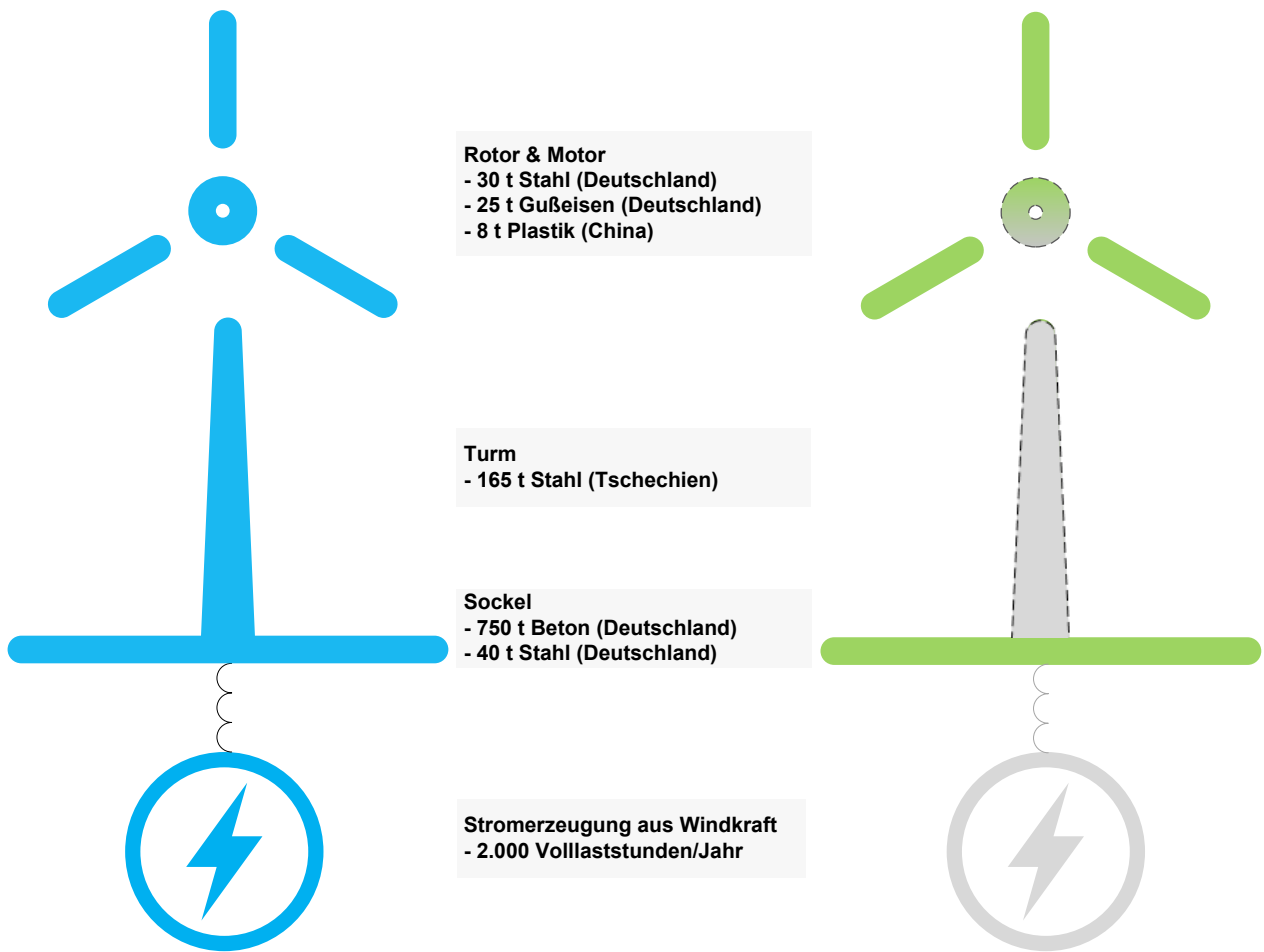 Rotor & Motor
- 30 t Stahl (Deutschland)
- 25 t Gußeisen (Deutschland)
- 8 t Plastik (China)
Turm
- 165 t Stahl (Tschechien)
Sockel
- 750 t Beton (Deutschland)
- 40 t Stahl (Deutschland)
Stromerzeugung aus Windkraft
- 2.000 Volllaststunden/Jahr